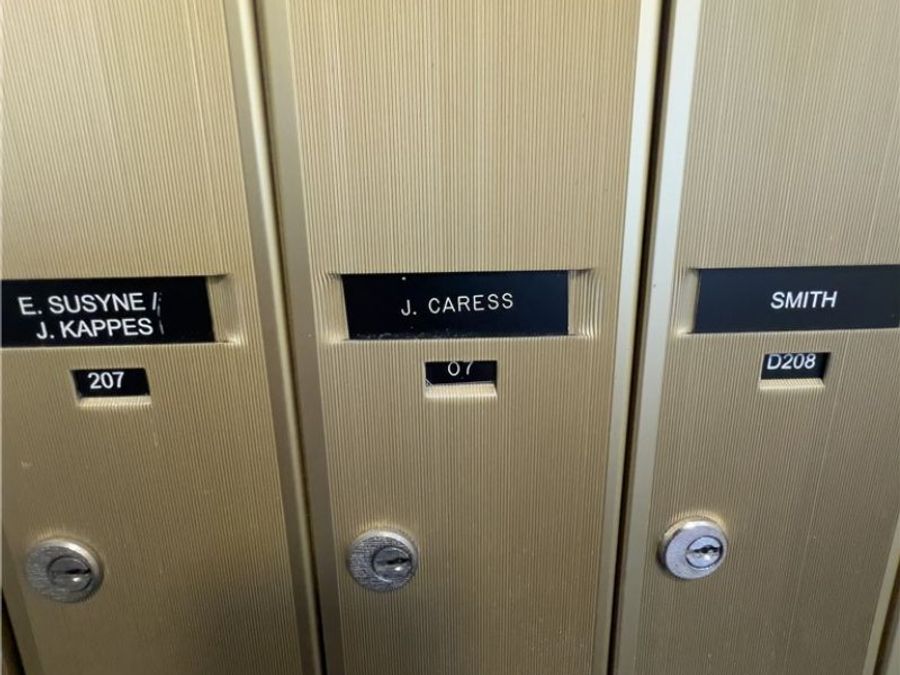 E. SUSYNE /
J. KAPPES
207
J. CARESS
07
SMITH
D208